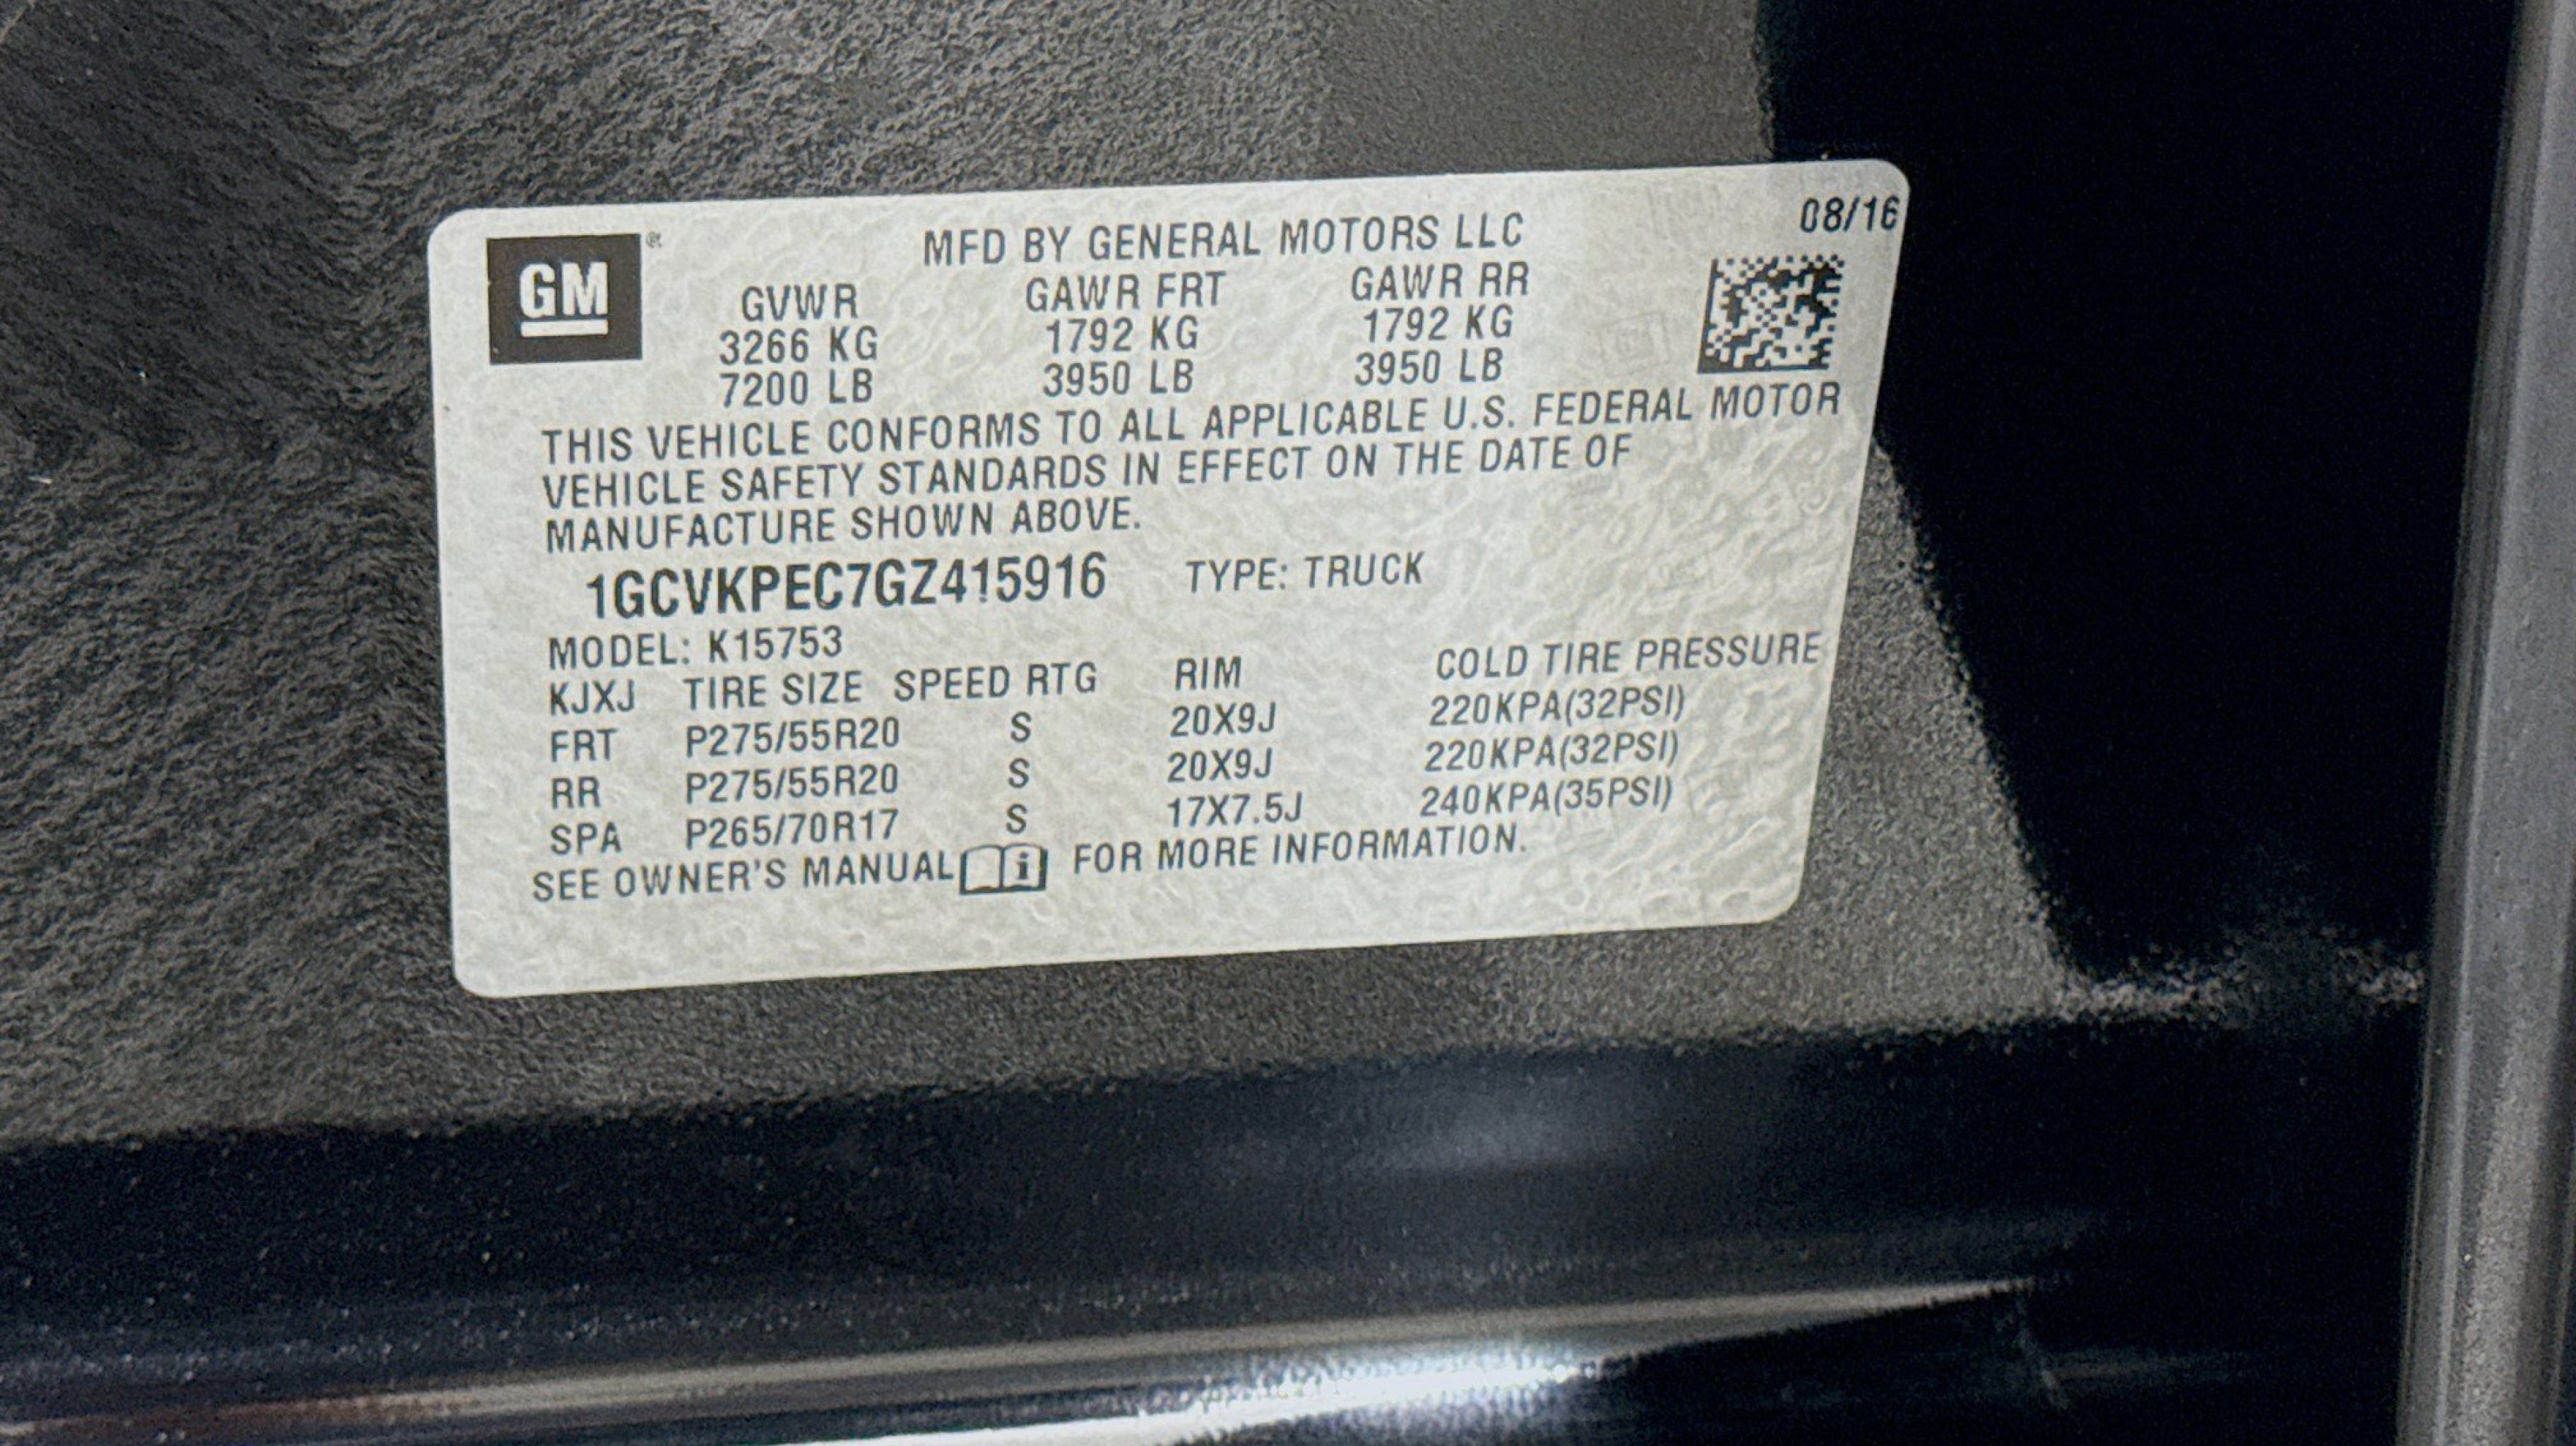 08/16
GM
MFD BY GENERAL MOTORS LLC
GVWR GAWR FRT GAWR RR
3266 KG 1792 KG 1792 KG
7200 LB 3950 LB 3950 LB
THIS VEHICLE CONFORMS TO ALL APPLICABLE U.S. FEDERAL MOTOR
VEHICLE SAFETY STANDARDS IN EFFECT ON THE DATE OF
MANUFACTURE SHOWN ABOVE.
1GCVKPEC7GZ415916 TYPE: TRUCK
MODEL: K15753
KJXJ TIRE SIZE SPEED RTG RIM COLD TIRE PRESSURE
FRT P275/55R20 S 20X9J 220KPA(32PSI)
RR P275/55R20 S 20X9J 220KPA(32PSI)
SPA P265/70R17 S 17X7.5J 240KPA(35PSI)
SEE OWNER'S MANUAL i FOR MORE INFORMATION.